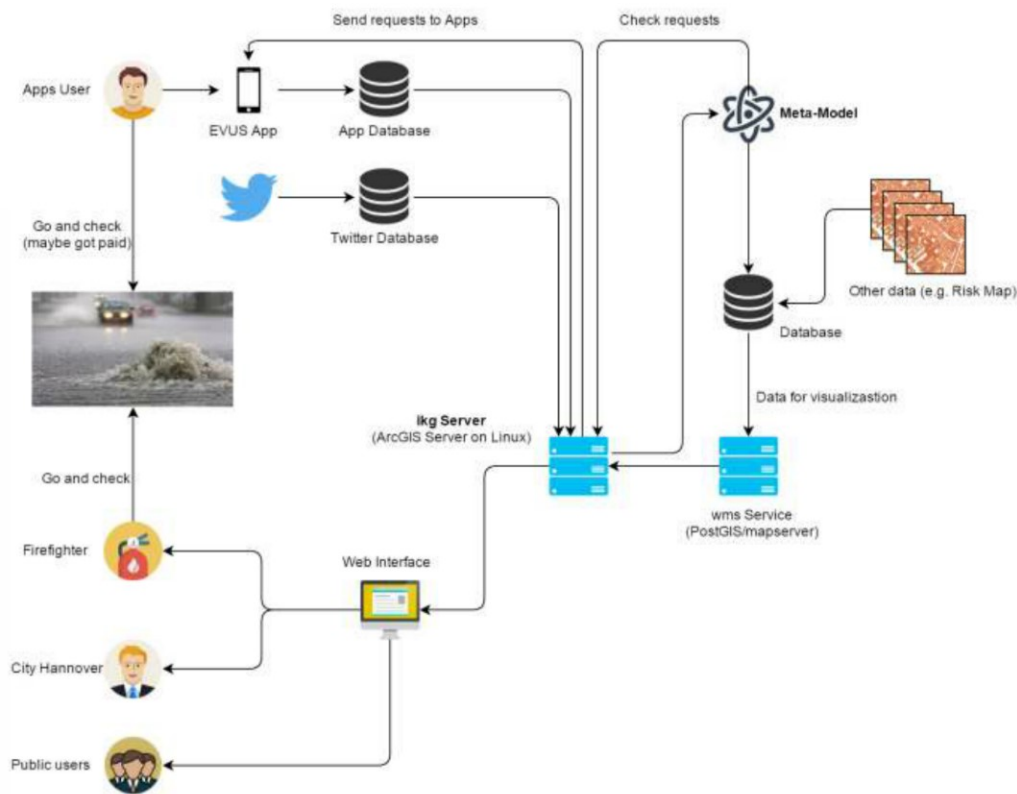 Send requests to Apps
Check requests
Apps User
EVUS App
App Database
Meta-Model
Twitter Database
Go and check
(maybe got paid)
Other data (e.g. Risk Map)
Database
Data for visualizastion
ikg Server
(ArcGIS Server on Linux)
Go and check
wms Service
(PostGIS/mapserver)
Firefighter
Web Interface
City Hannover
Public users